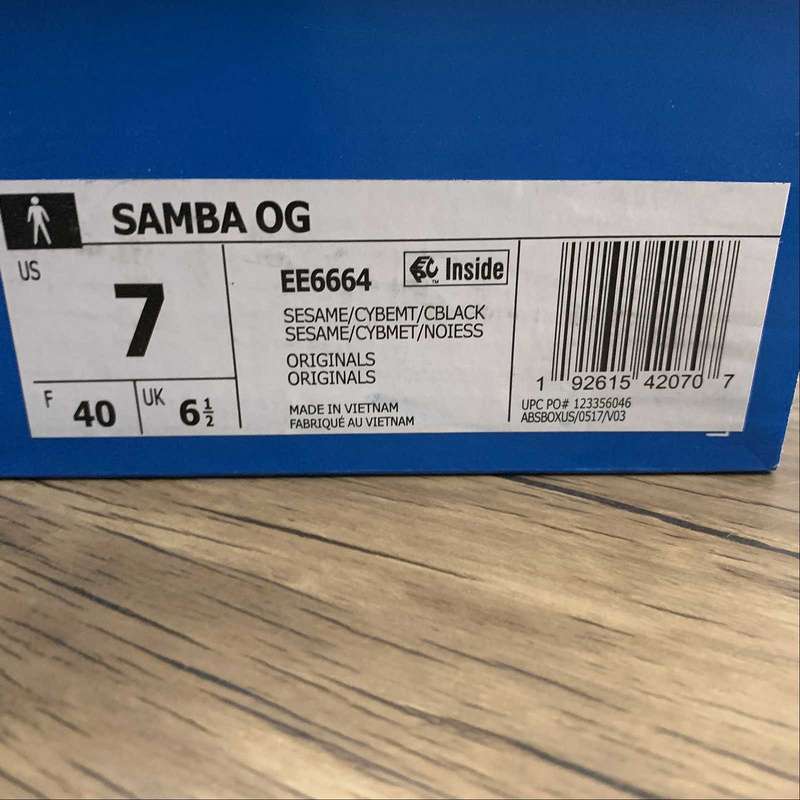 SAMBA OG
US
7
F 40
UK 6½
EE6664
Inside
TM
SESAME/CYBEMT/CBLACK
SESAME/CYBMET/NOIESS
ORIGINALS
ORIGINALS
MADE IN VIETNAM
FABRIQUÉ AU VIETNAM
1 92615 42070 7
UPC PO# 123356046
ABSBOXUS/0517/V03